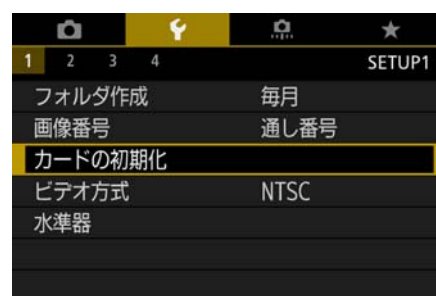 1 2 3 4 SETUP1
フォルダ作成 毎月
画像番号 通し番号
カードの初期化
ビデオ方式 NTSC
水準器